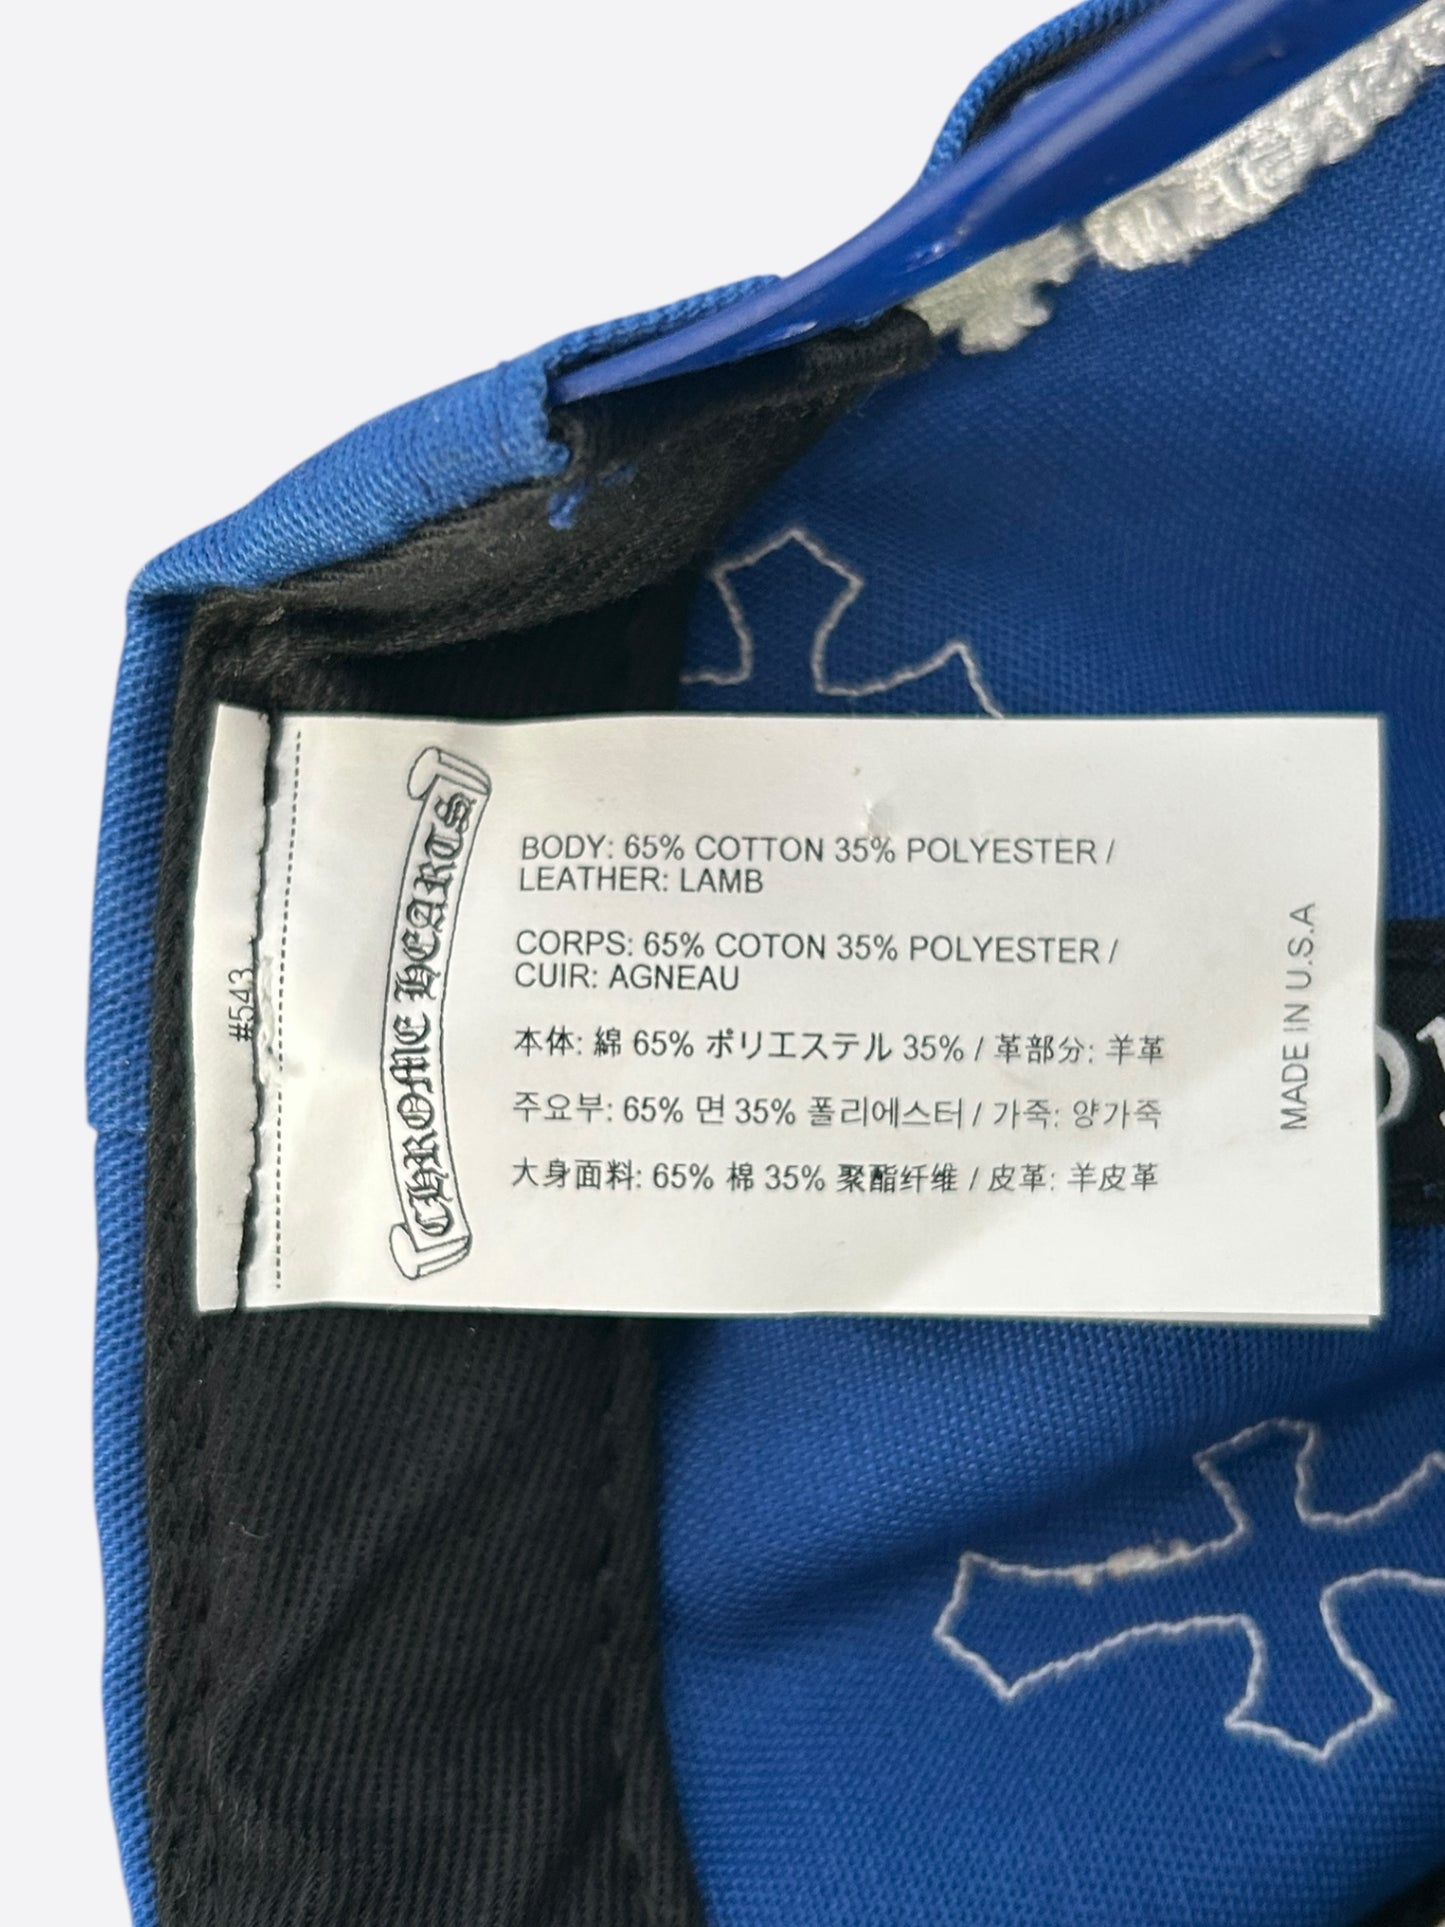 #543
CHROME HEARTS
BODY: 65% COTTON 35% POLYESTER /
LEATHER: LAMB
CORPS: 65% COTON 35% POLYESTER /
CUIR: AGNEAU
本体: 綿 65% ポリエステル 35% / 革部分: 羊革
주요부: 65% 면 35% 폴리에스터 / 가죽: 양가죽
大身面料: 65% 棉 35% 聚酯纤维 / 皮革: 羊皮革
MADE IN U.S.A